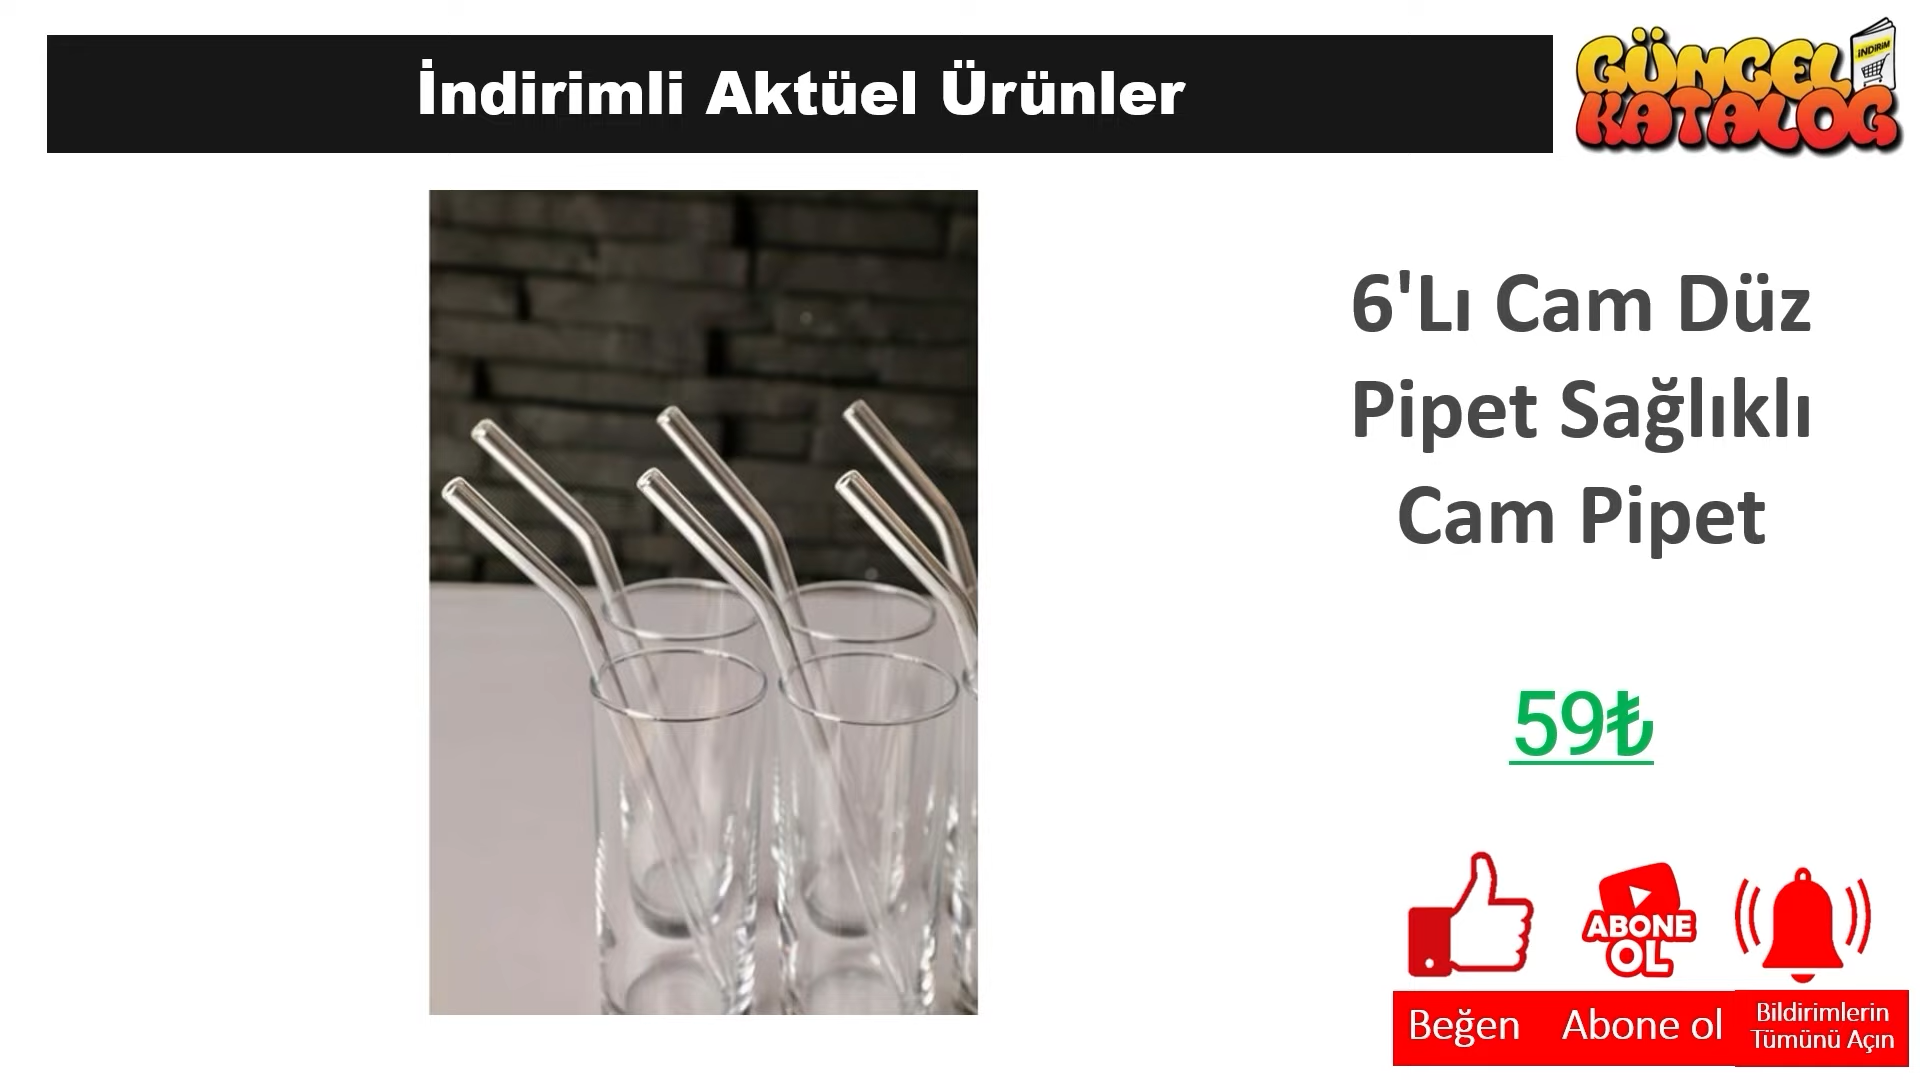 İndirimli Aktüel Ürünler
GÜNCEL
KATALOG
İNDİRİM
6'Lı Cam Düz
Pipet Sağlıklı
Cam Pipet
59₺
ABONE
OL
Beğen
Abone ol
Bildirimlerin
Tümünü Açın